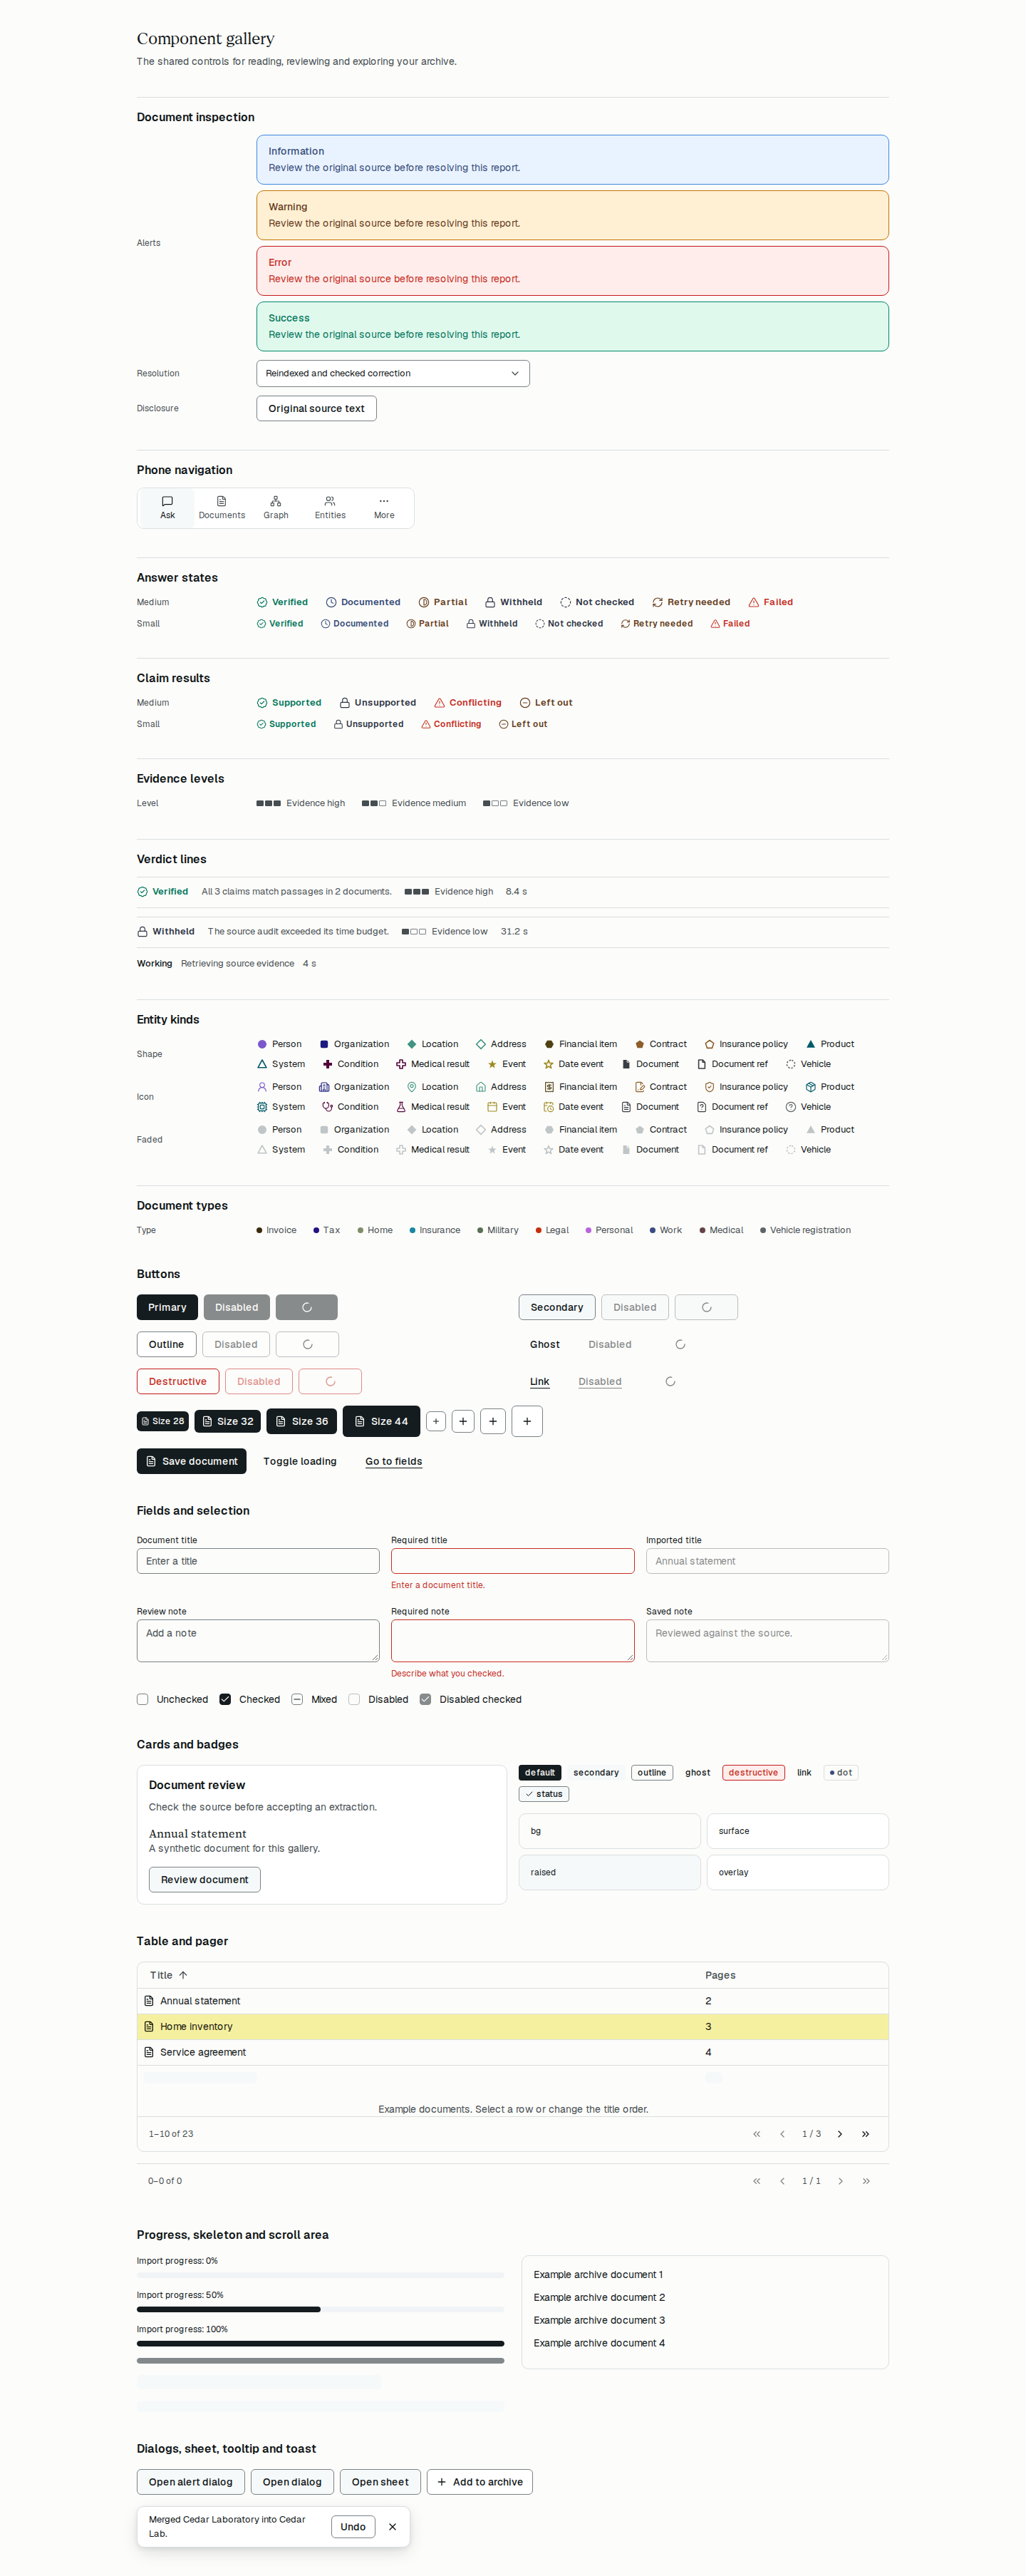 Component gallery
The shared controls for reading, reviewing and exploring your archive.
Document inspection
Alerts
Information
Review the original source before resolving this report.
Warning
Review the original source before resolving this report.
Error
Review the original source before resolving this report.
Success
Review the original source before resolving this report.
Resolution
Reindexed and checked correction
Disclosure
Original source text
Phone navigation
Ask Documents Graph Entities More
Answer states
Medium Verified Documented Partial Withheld Not checked Retry needed Failed
Small Verified Documented Partial Withheld Not checked Retry needed Failed
Claim results
Medium Supported Unsupported Conflicting Left out
Small Supported Unsupported Conflicting Left out
Evidence levels
Level Evidence high Evidence medium Evidence low
Verdict lines
Verified All 3 claims match passages in 2 documents. Evidence high 8.4 s
Withheld The source audit exceeded its time budget. Evidence low 31.2 s
Working Retrieving source evidence 4 s
Entity kinds
Shape
Person Organization Location Address Financial item Contract Insurance policy Product
System Condition Medical result Event Date event Document Document ref Vehicle
Icon
Person Organization Location Address Financial item Contract Insurance policy Product
System Condition Medical result Event Date event Document Document ref Vehicle
Faded
Person Organization Location Address Financial item Contract Insurance policy Product
System Condition Medical result Event Date event Document Document ref Vehicle
Document types
Type Invoice Tax Home Insurance Military Legal Personal Work Medical Vehicle registration
Buttons
Primary Disabled Secondary Disabled
Outline Disabled Ghost Disabled
Destructive Disabled Link Disabled
Size 28 Size 32 Size 36 Size 44
Save document Toggle loading Go to fields
Fields and selection
Document title Required title Imported title
Enter a title Annual statement
Enter a document title.
Review note Required note Saved note
Add a note Reviewed against the source.
Describe what you checked.
Unchecked Checked Mixed Disabled Disabled checked
Cards and badges
Document review
Check the source before accepting an extraction.
Annual statement
A synthetic document for this gallery.
Review document
default secondary outline ghost destructive link dot
status
bg surface
raised overlay
Table and pager
Title Pages
Annual statement 2
Home inventory 3
Service agreement 4
Example documents. Select a row or change the title order.
1–10 of 23 1 / 3
0–0 of 0 1 / 1
Progress, skeleton and scroll area
Import progress: 0%
Import progress: 50%
Import progress: 100%
Example archive document 1
Example archive document 2
Example archive document 3
Example archive document 4
Dialogs, sheet, tooltip and toast
Open alert dialog Open dialog Open sheet Add to archive
Merged Cedar Laboratory into Cedar
Lab.
Undo